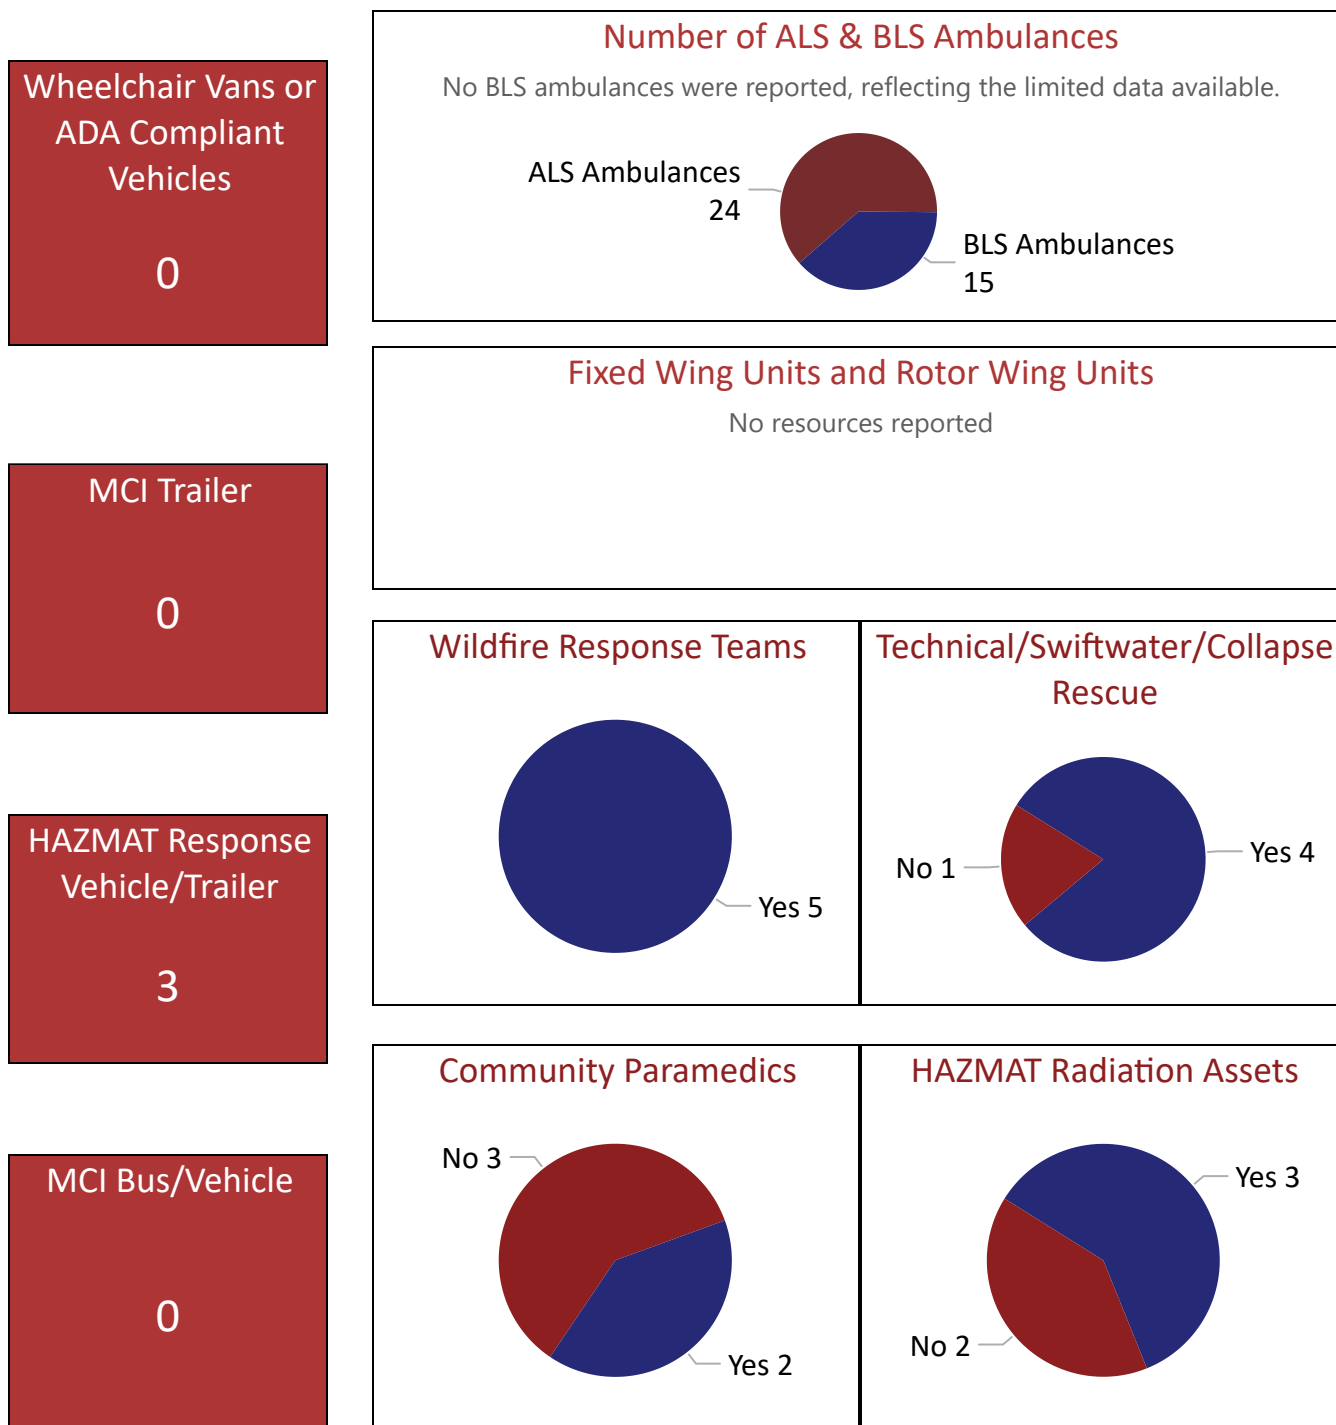 Wheelchair Vans or
ADA Compliant
Vehicles
0
MCI Trailer
0
HAZMAT Response
Vehicle/Trailer
3
MCI Bus/Vehicle
0
Number of ALS & BLS Ambulances
No BLS ambulances were reported, reflecting the limited data available.
ALS Ambulances
24
BLS Ambulances
15
Fixed Wing Units and Rotor Wing Units
No resources reported
Wildfire Response Teams
Yes 5
Technical/Swiftwater/Collapse
Rescue
No 1
Yes 4
Community Paramedics
No 3
Yes 2
HAZMAT Radiation Assets
Yes 3
No 2